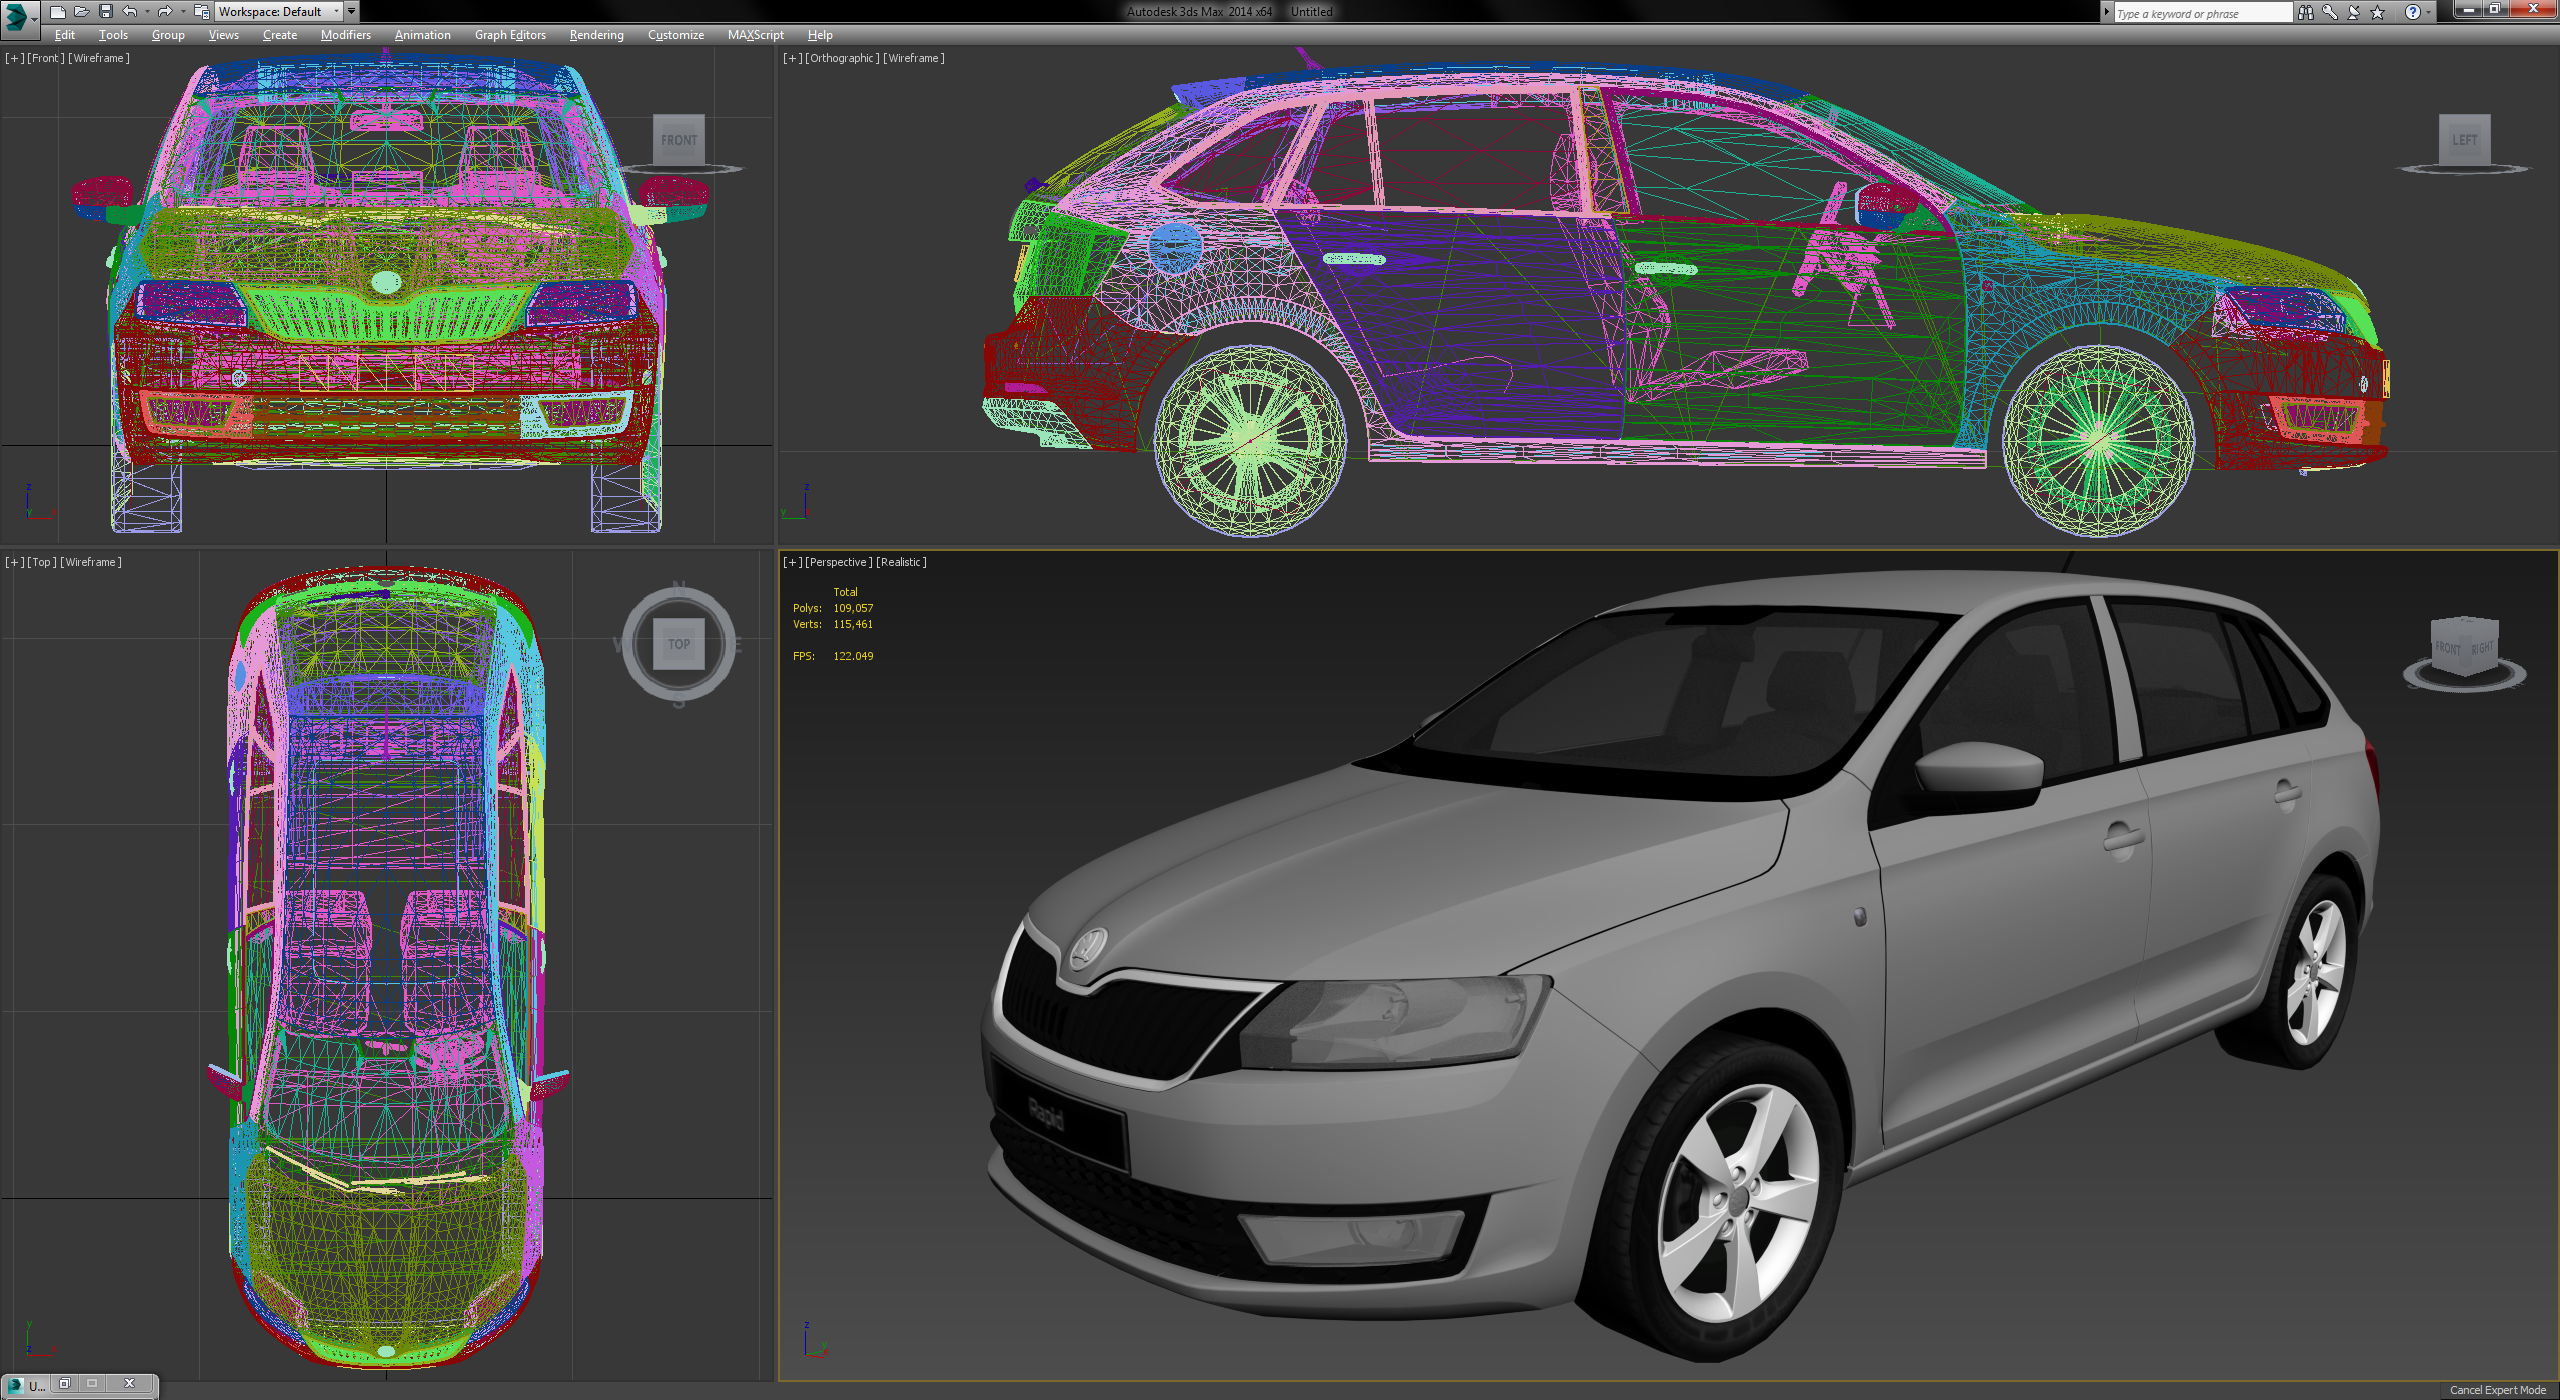 Workspace: Default
Autodesk 3ds Max 2014 x64 Untitled
Type a keyword or phrase
Edit Tools Group Views Create Modifiers Animation Graph Editors Rendering Customize MAXScript Help
[+] [Front] [Wireframe]
FRONT
z
x
y
[+] [Orthographic] [Wireframe]
LEFT
z
y
[+] [Top] [Wireframe]
N
W
TOP
E
S
y
z
x
[+] [Perspective] [Realistic]
Total
Polys: 109,057
Verts: 115,461
FPS: 122.049
FRONT RIGHT
Rapid
z
y
x
U...
Cancel Expert Mode